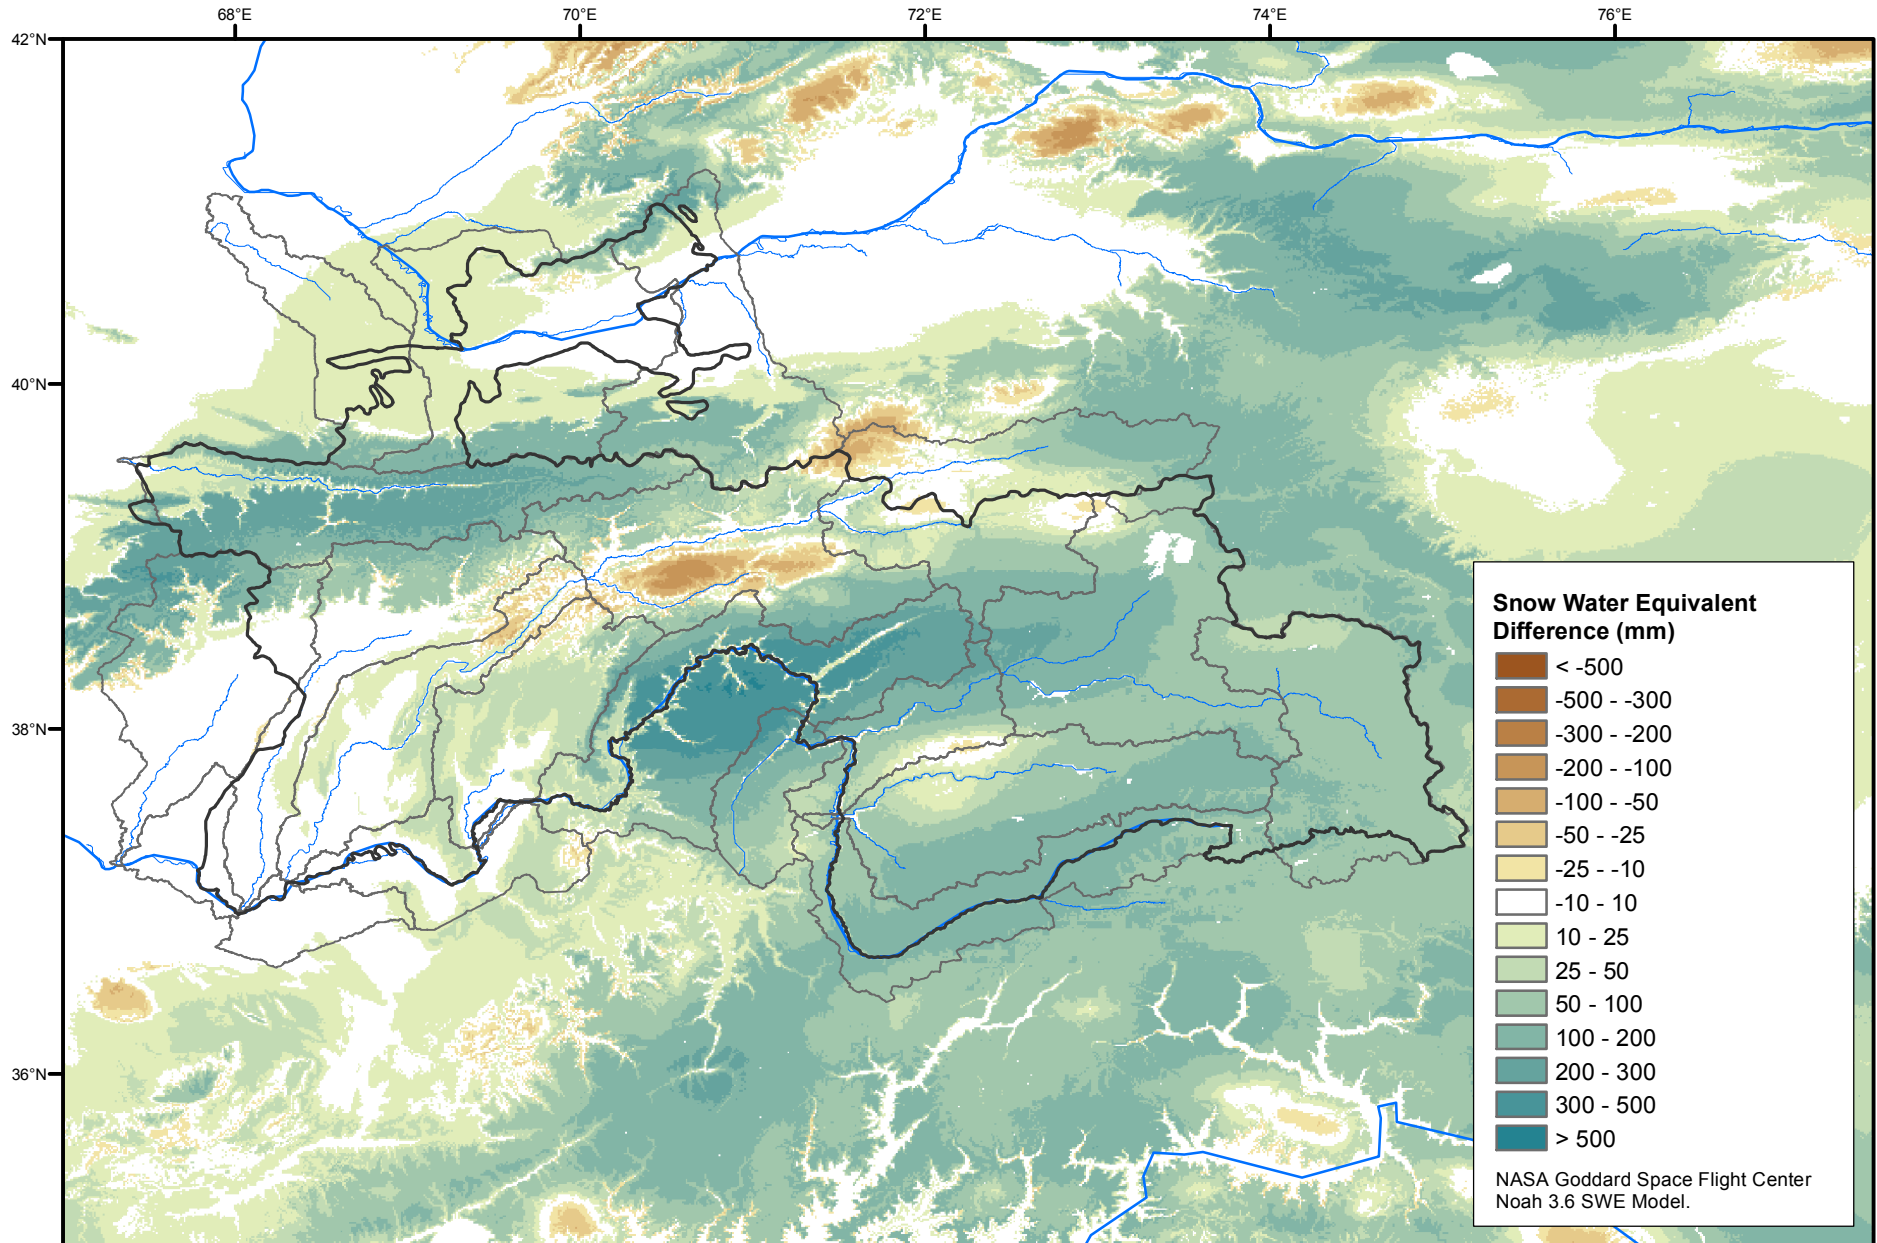 68°E 70°E 72°E 74°E 76°E
42°N
40°N
38°N
36°N
Snow Water Equivalent
Difference (mm)
< -500
-500 - -300
-300 - -200
-200 - -100
-100 - -50
-50 - -25
-25 - -10
-10 - 10
10 - 25
25 - 50
50 - 100
100 - 200
200 - 300
300 - 500
> 500
NASA Goddard Space Flight Center
Noah 3.6 SWE Model.